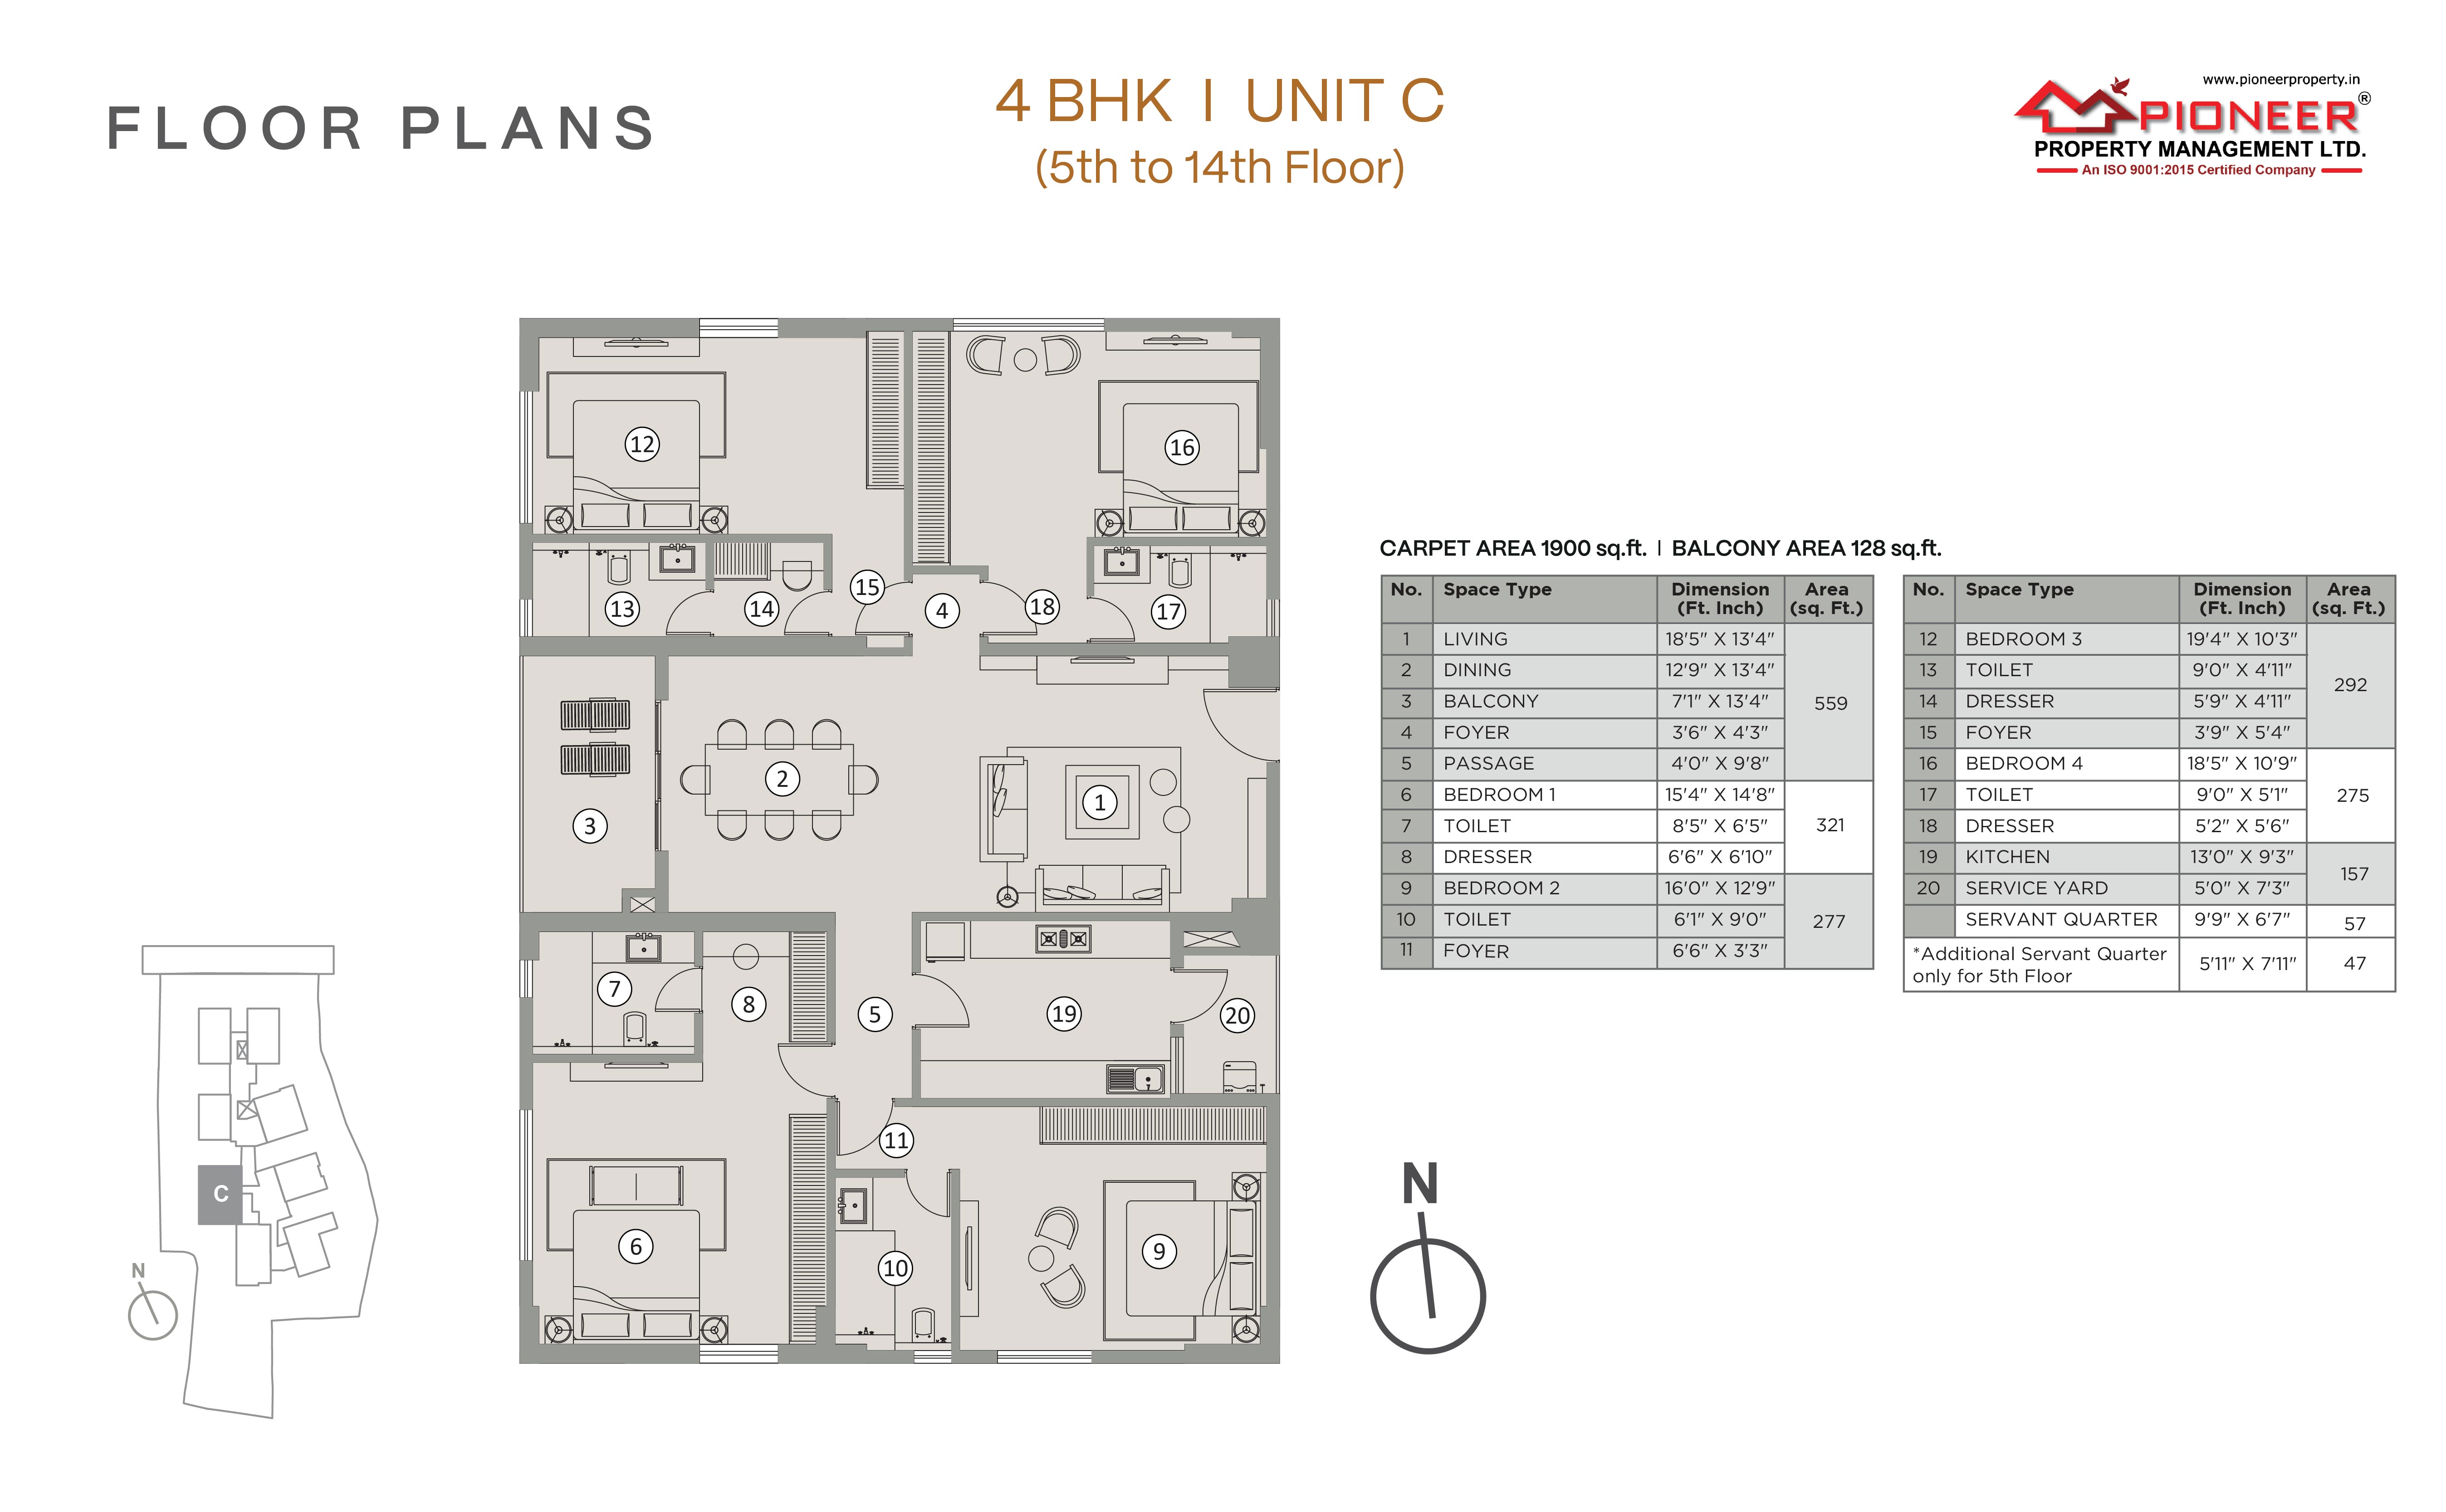 FLOOR PLANS
4 BHK I UNIT C
(5th to 14th Floor)
www.pioneerproperty.in
PIONEER®
PROPERTY MANAGEMENT LTD.
An ISO 9001:2015 Certified Company
12
16
13
14
15
4
18
17
2
1
3
7
8
5
19
20
11
6
10
9
C
N
N
CARPET AREA 1900 sq.ft. I BALCONY AREA 128 sq.ft.
No. Space Type Dimension (Ft. Inch) Area (sq. Ft.)
1 LIVING 18'5" X 13'4"
2 DINING 12'9" X 13'4"
3 BALCONY 7'1" X 13'4" 559
4 FOYER 3'6" X 4'3"
5 PASSAGE 4'0" X 9'8"
6 BEDROOM 1 15'4" X 14'8"
7 TOILET 8'5" X 6'5" 321
8 DRESSER 6'6" X 6'10"
9 BEDROOM 2 16'0" X 12'9"
10 TOILET 6'1" X 9'0" 277
11 FOYER 6'6" X 3'3"
No. Space Type Dimension (Ft. Inch) Area (sq. Ft.)
12 BEDROOM 3 19'4" X 10'3"
13 TOILET 9'0" X 4'11" 292
14 DRESSER 5'9" X 4'11"
15 FOYER 3'9" X 5'4"
16 BEDROOM 4 18'5" X 10'9"
17 TOILET 9'0" X 5'1" 275
18 DRESSER 5'2" X 5'6"
19 KITCHEN 13'0" X 9'3" 157
20 SERVICE YARD 5'0" X 7'3"
SERVANT QUARTER 9'9" X 6'7" 57
*Additional Servant Quarter
only for 5th Floor 5'11" X 7'11" 47